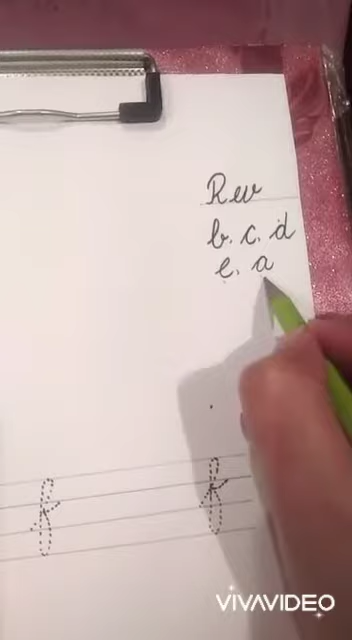 Rev
b. c. d
e. a
f f
VIVAVIDEO